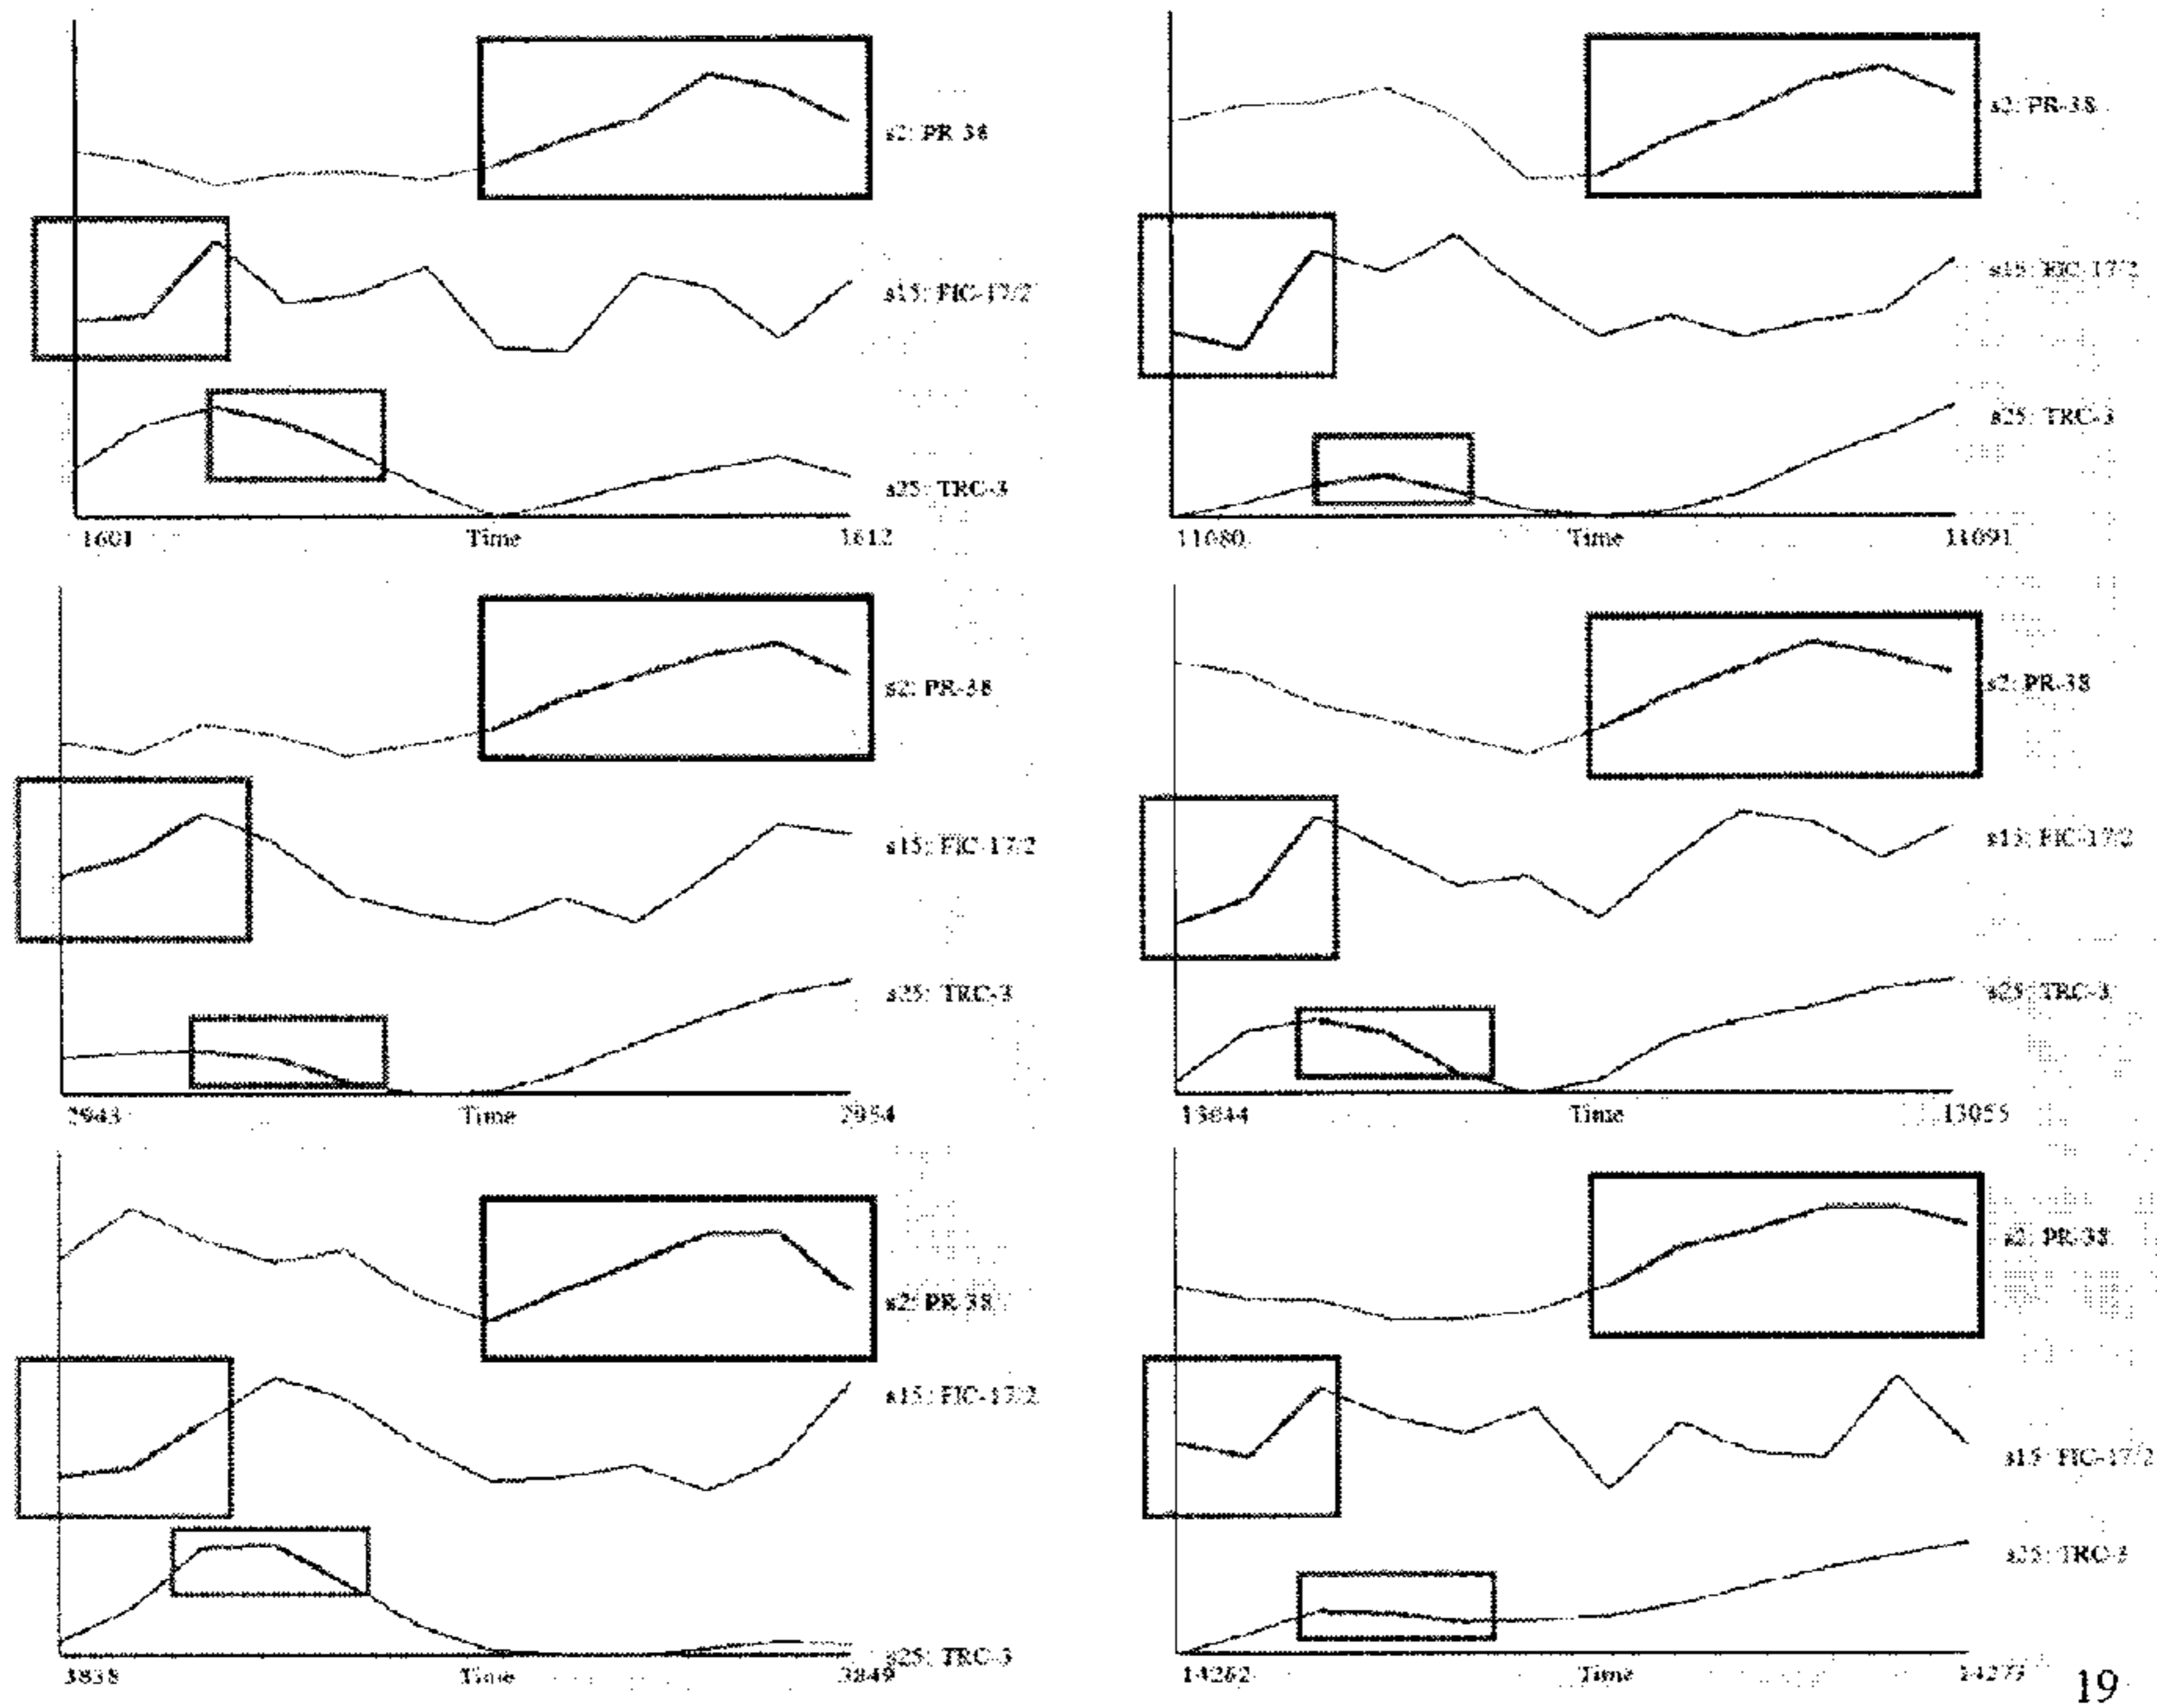 s2: PR-38
s15: FIC-17/2
s25: TRC-3
1601 Time 1612
s2: PR-38
s15: FIC-17/2
s25: TRC-3
11080 Time 11091
s2: PR-38
s15: FIC-17/2
s25: TRC-3
2943 Time 2954
s2: PR-38
s15: FIC-17/2
s25: TRC-3
13044 Time 13055
s2: PR-38
s15: FIC-17/2
s25: TRC-3
3838 Time 3849
s2: PR-38
s15: FIC-17/2
s25: TRC-3
14262 Time 14273
19